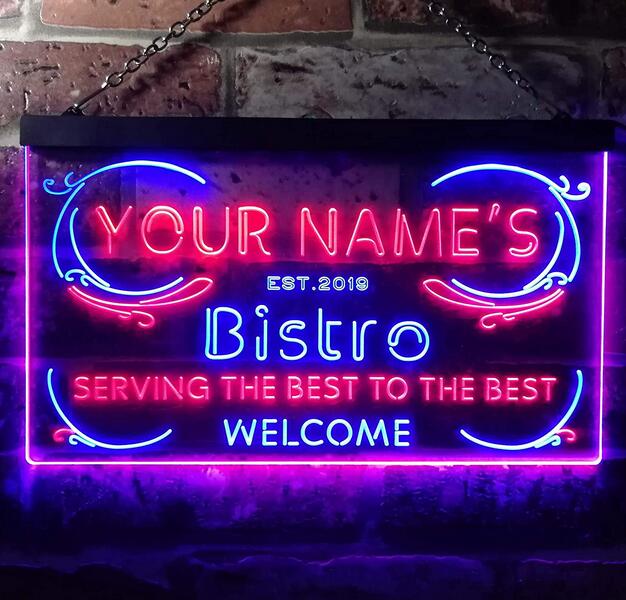 YOUR NAME'S
EST.2019
Bistro
SERVING THE BEST TO THE BEST
WELCOME